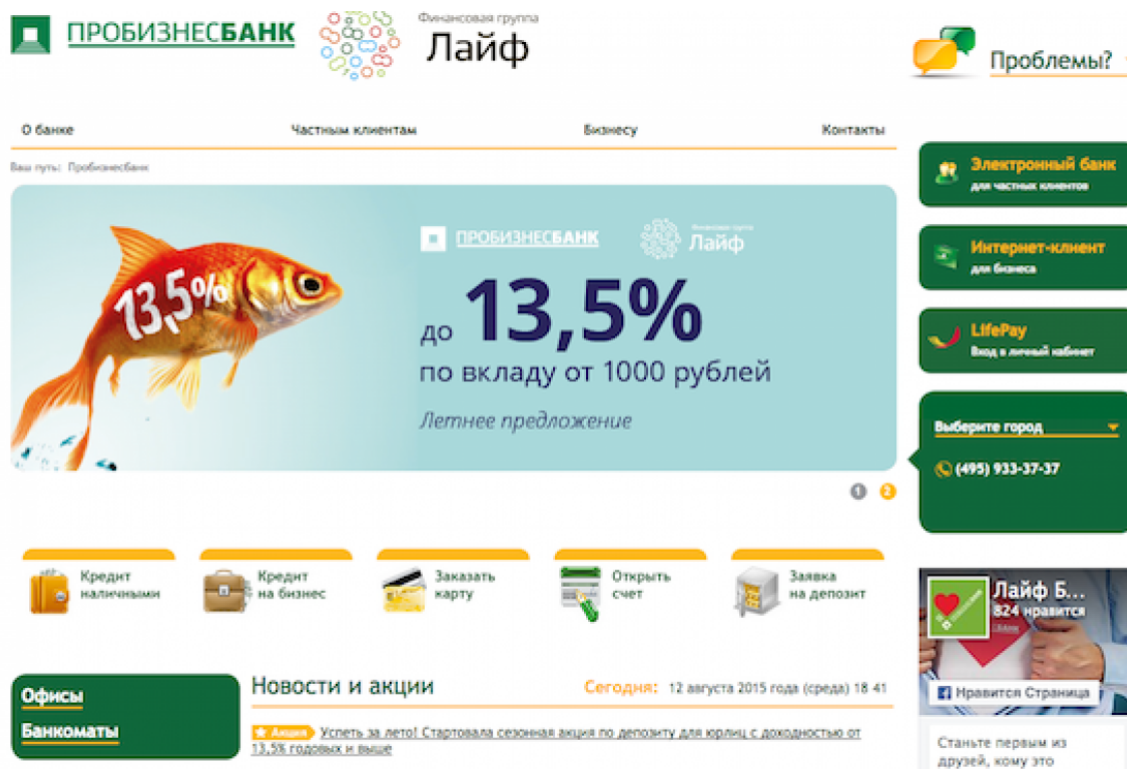 ПРОБИЗНЕСБАНК
Финансовая группа
Лайф
Проблемы?
О банке
Частным клиентам
Бизнесу
Контакты
Ваш путь: Пробизнесбанк
13,5%
ПРОБИЗНЕСБАНК
Финансовая группа
Лайф
до 13,5%
по вкладу от 1000 рублей
Летнее предложение
1 2
Электронный банк
для частных клиентов
Интернет-клиент
для бизнеса
LifePay
Вход в личный кабинет
Выберите город
(495) 933-37-37
Кредит
наличными
Кредит
на бизнес
Заказать
карту
Открыть
счет
Заявка
на депозит
Лайф Б...
824 нравится
Нравится Страница
Станьте первым из
друзей, кому это
Офисы
Банкоматы
Новости и акции
Сегодня: 12 августа 2015 года (среда) 18 41
Акция Успеть за лето! Стартовала сезонная акция по депозиту для юрлиц с доходностью от
13,5% годовых и выше